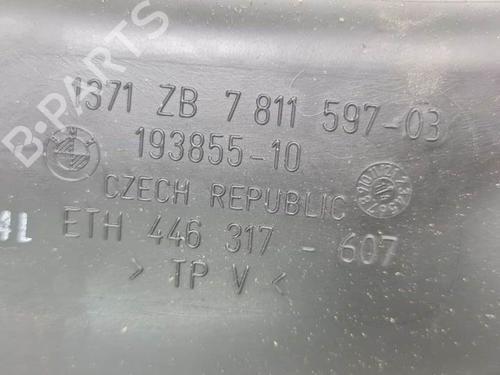 B-PARTS
1371 ZB 7 811 597-03
193855-10
CZECH REPUBLIC
ETH 446 317 - 607
> TP V <